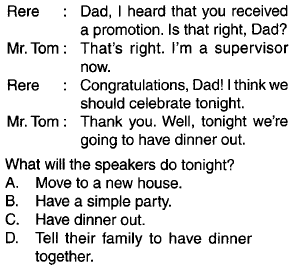 Rere : Dad, I heard that you received
a promotion. Is that right, Dad?
Mr. Tom : That's right. I'm a supervisor
now.
Rere : Congratulations, Dad! I think we
should celebrate tonight.
Mr. Tom : Thank you. Well, tonight we're
going to have dinner out.
What will the speakers do tonight?
A. Move to a new house.
B. Have a simple party.
C. Have dinner out.
D. Tell their family to have dinner
together.